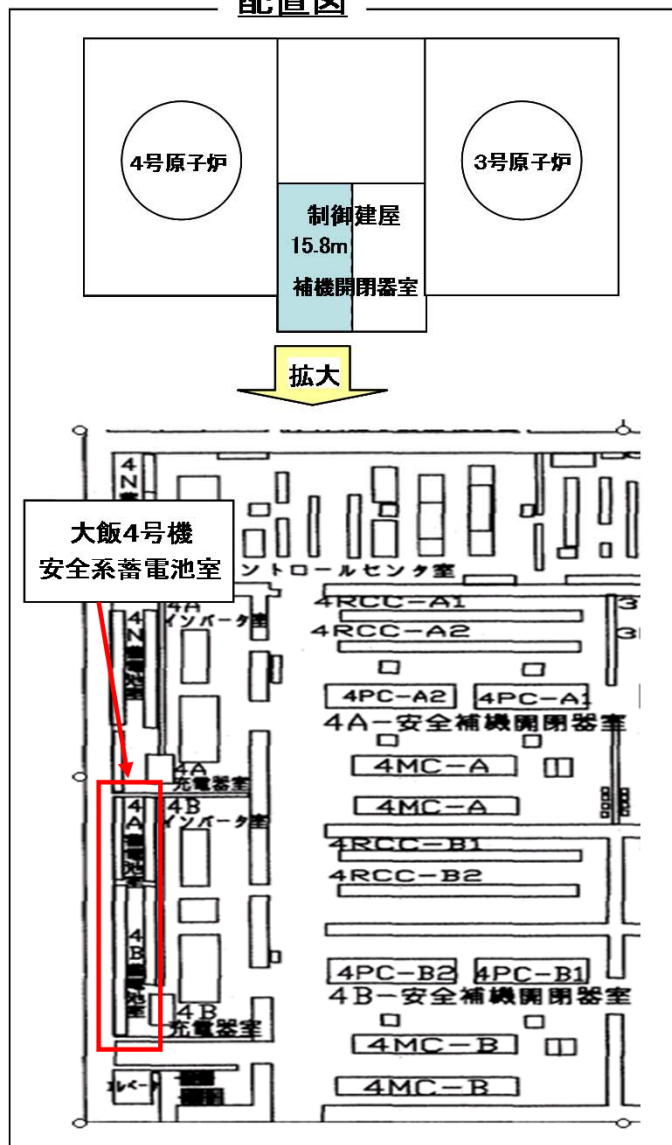 配置図
4号原子炉
3号原子炉
制御建屋
15.8m
補機開閉器室
拡大
大飯4号機
安全系蓄電池室
ントロールセンタ室
4A
インバータ室
4RCC-A1
4RCC-A2
4PC-A2
4PC-A1
4A-安全補機開閉器室
4MC-A
4A
充電器室
4MC-A
4B
インバータ室
4RCC-B1
4RCC-B2
4PC-B2
4PC-B1
4B-安全補機開閉器室
4B
充電器室
4MC-B
エレベータ
4MC-B